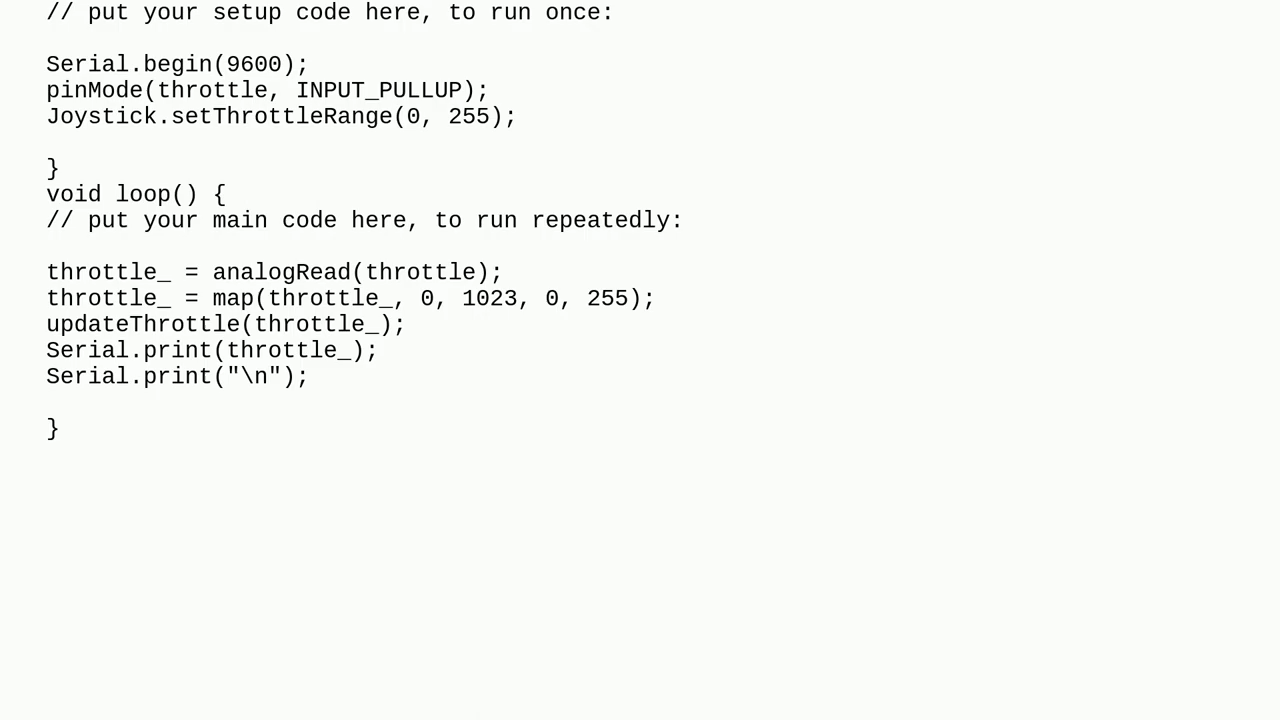 // put your setup code here, to run once:
Serial.begin(9600);
pinMode(throttle, INPUT_PULLUP);
Joystick.setThrottleRange(0, 255);
}
void loop() {
// put your main code here, to run repeatedly:
throttle_ = analogRead(throttle);
throttle_ = map(throttle_, 0, 1023, 0, 255);
updateThrottle(throttle_);
Serial.print(throttle_);
Serial.print("\n");
}